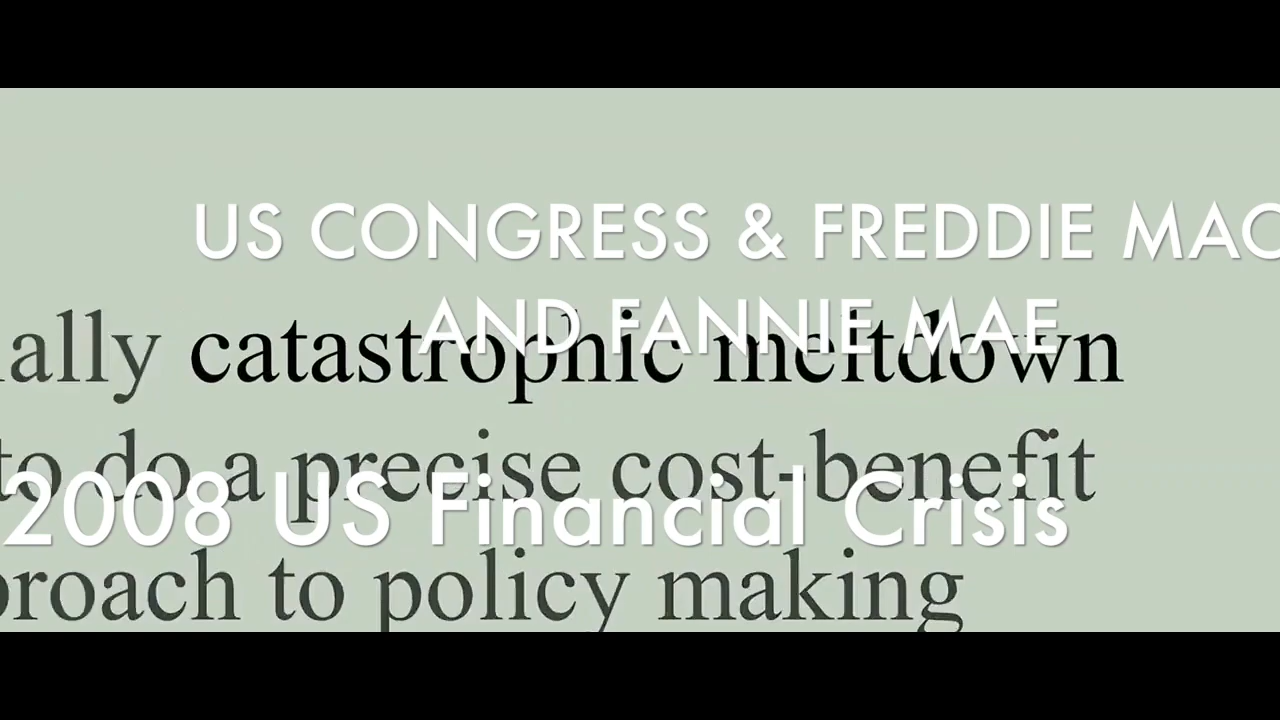 US CONGRESS & FREDDIE MAC
AND FANNIE MAE
ally catastrophic meltdown
to do a precise cost-benefit
2008 US Financial Crisis
proach to policy making